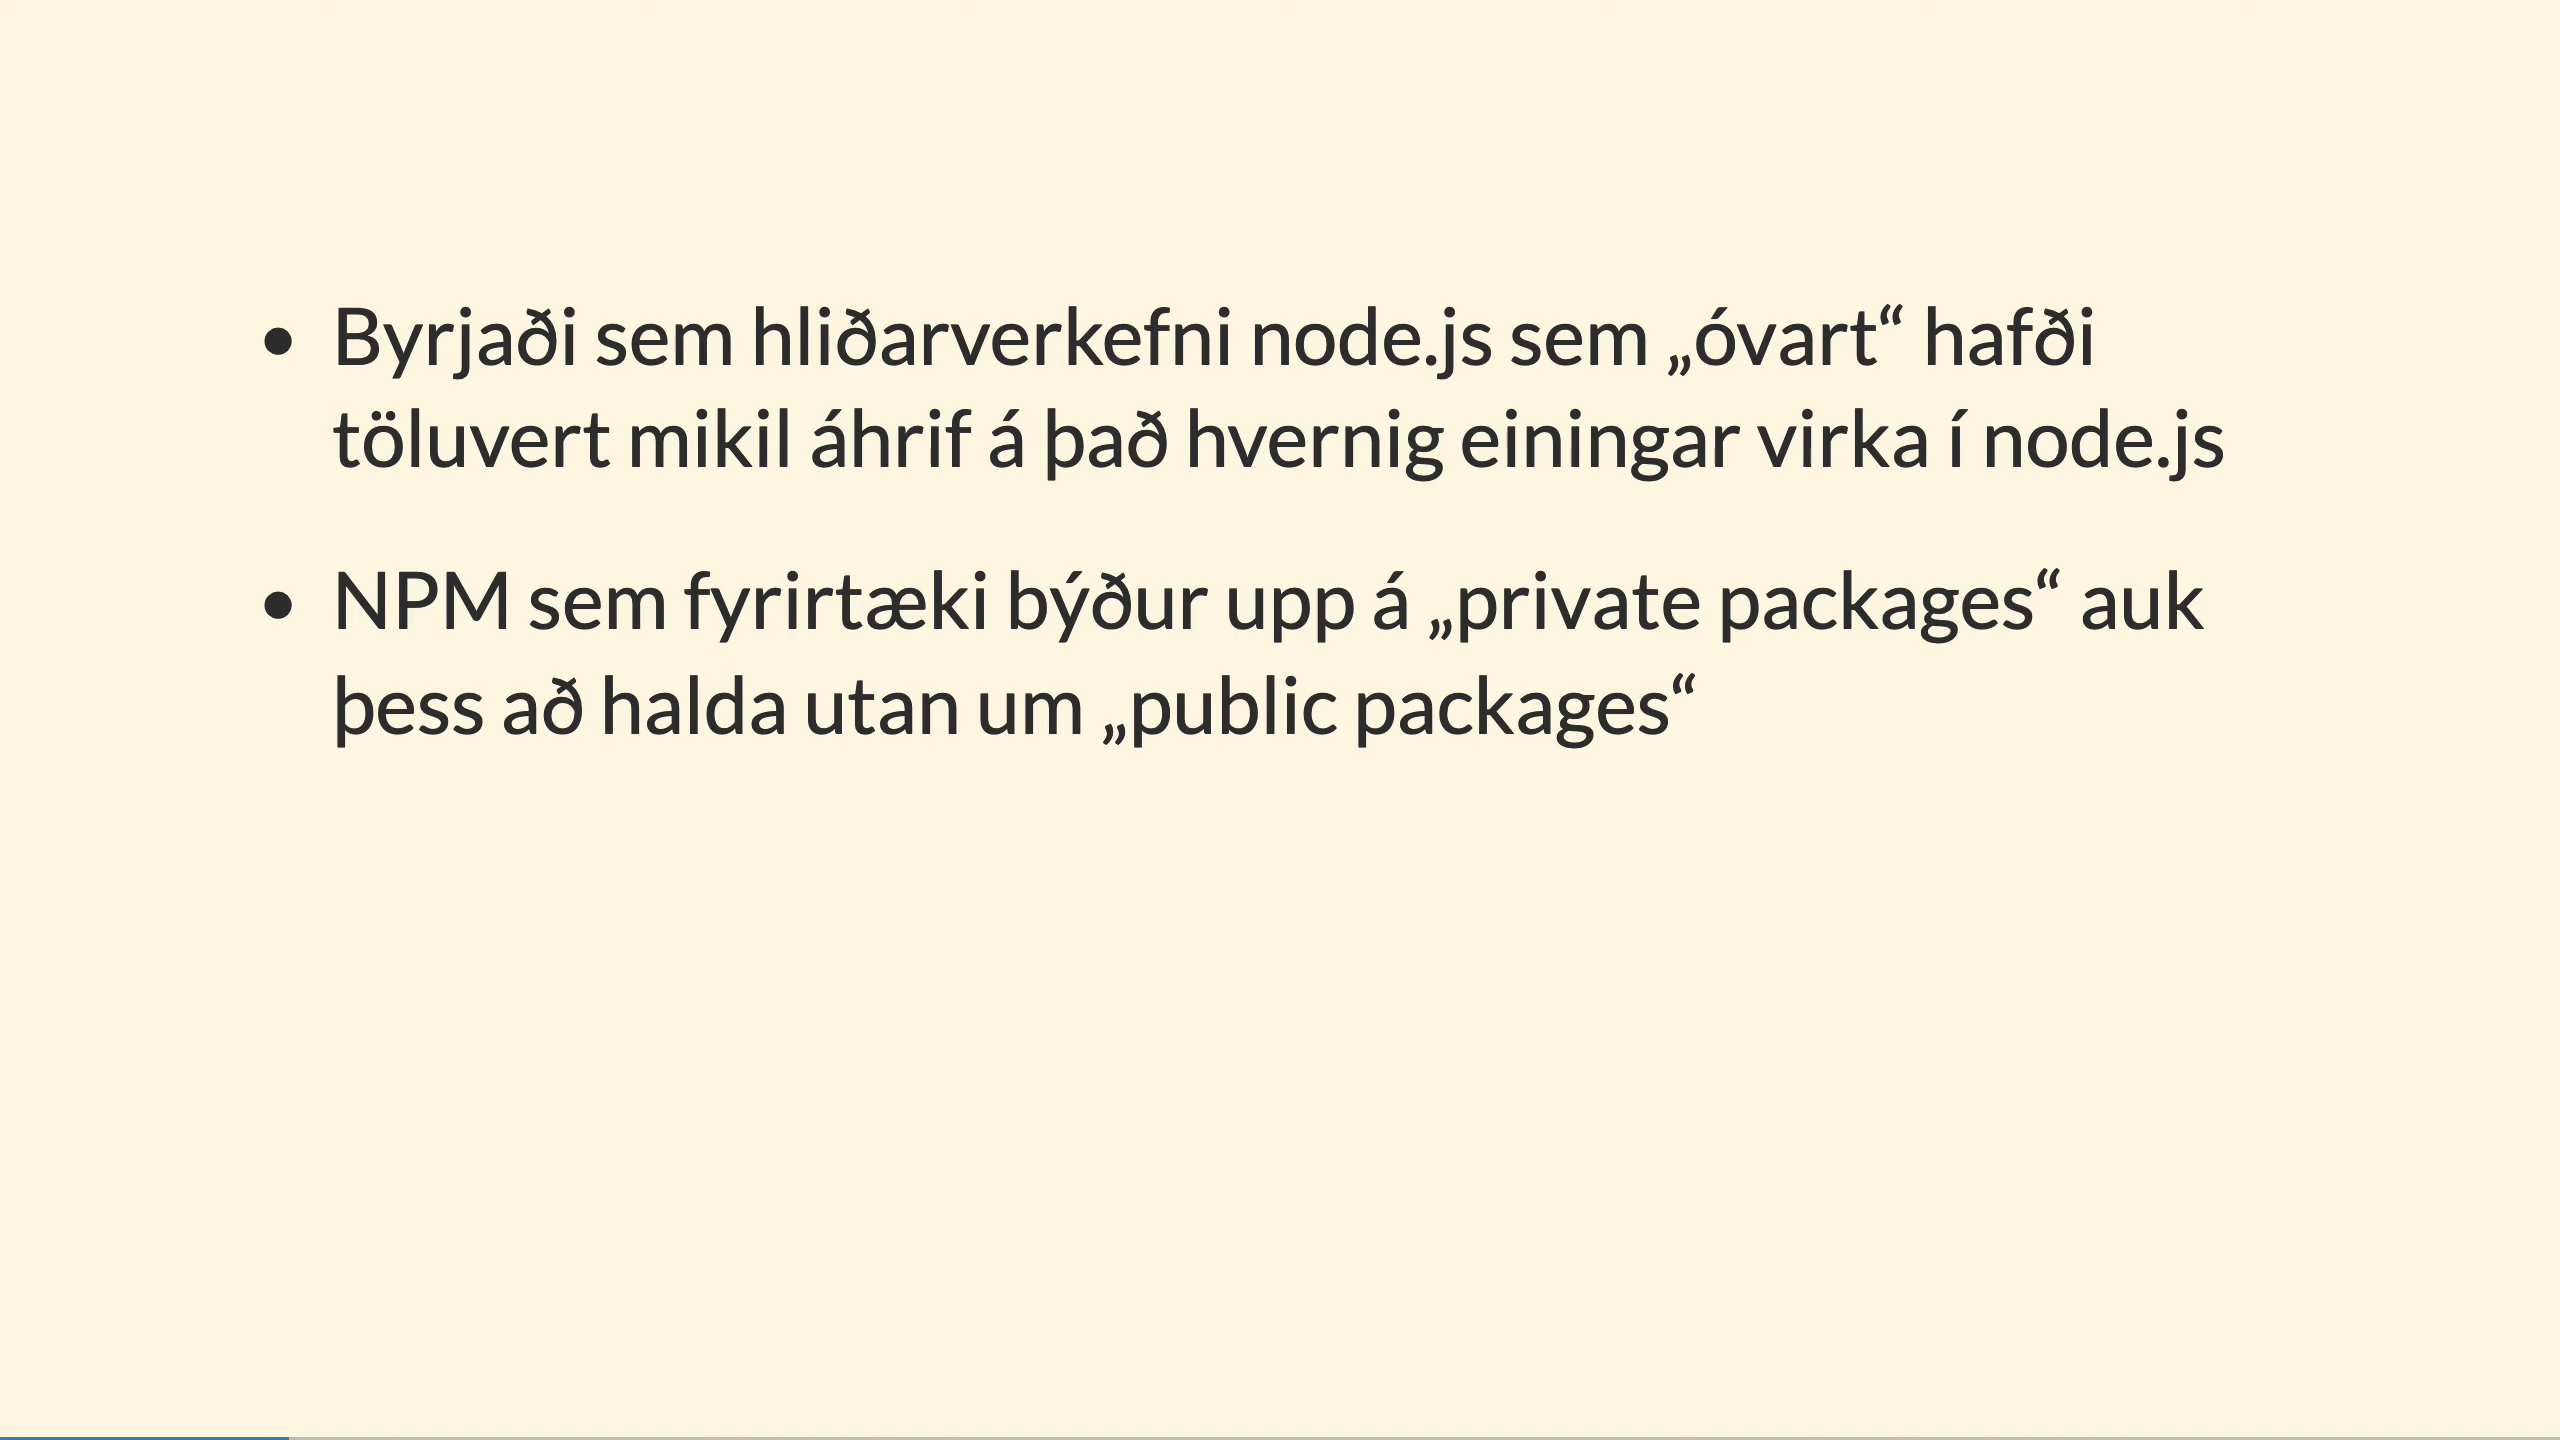 • Byrjaði sem hliðarverkefni node.js sem „óvart“ hafði
töluvert mikil áhrif á það hvernig einingar virka í node.js
• NPM sem fyrirtæki býður upp á „private packages“ auk
þess að halda utan um „public packages“